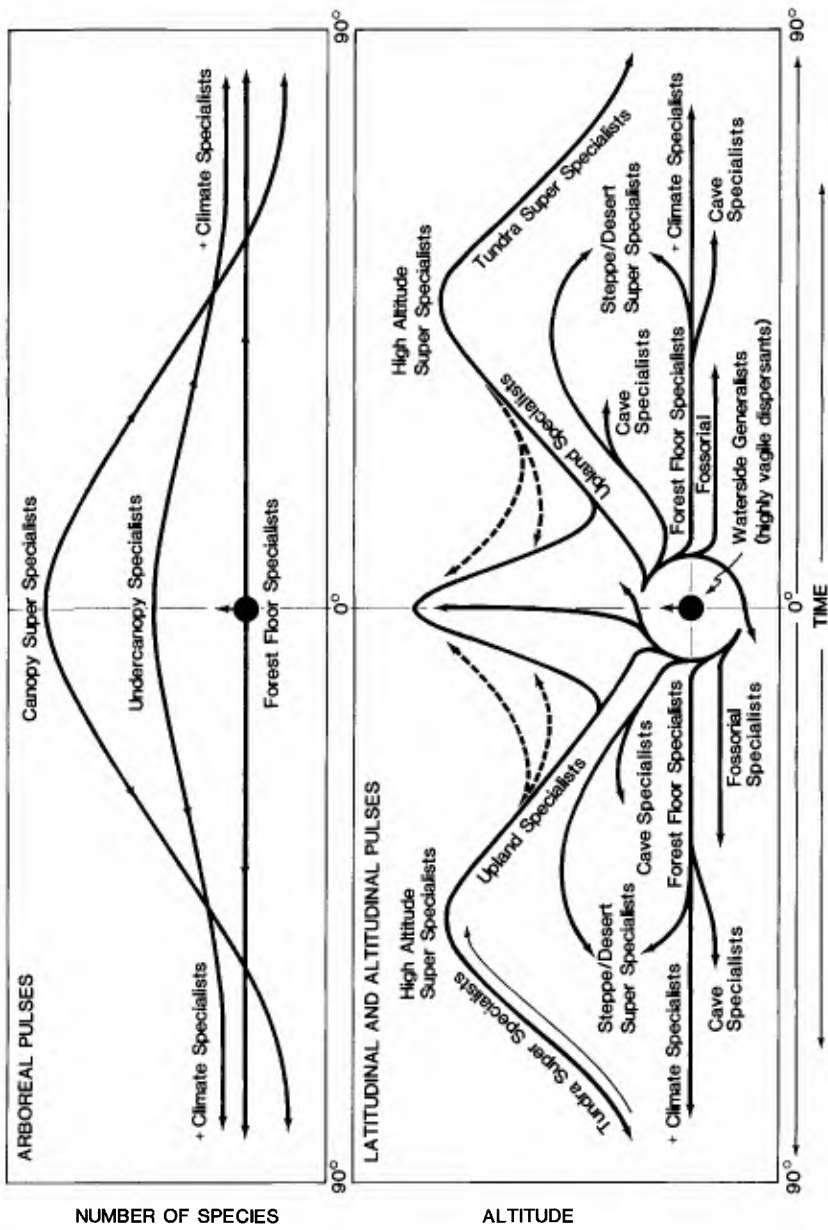 ARBOREAL PULSES
Canopy Super Specialists
Undercanopy Specialists
+ Climate Specialists
+ Climate Specialists
Forest Floor Specialists
90°
0°
90°
NUMBER OF SPECIES
LATITUDINAL AND ALTITUDINAL PULSES
High Altitude
Super Specialists
High Altitude
Super Specialists
Tundra Super Specialists
Upland Specialists
Upland Specialists
Tundra Super Specialists
Steppe/Desert
Super Specialists
Cave Specialists
Cave
Specialists
Steppe/Desert
Super Specialists
+ Climate Specialists
Forest Floor Specialists
Forest Floor Specialists
+ Climate Specialists
Cave
Specialists
Fossorial
Specialists
Fossorial
Waterside Generalists
(highly vagile dispersants)
Cave
Specialists
90°
0°
90°
TIME
ALTITUDE